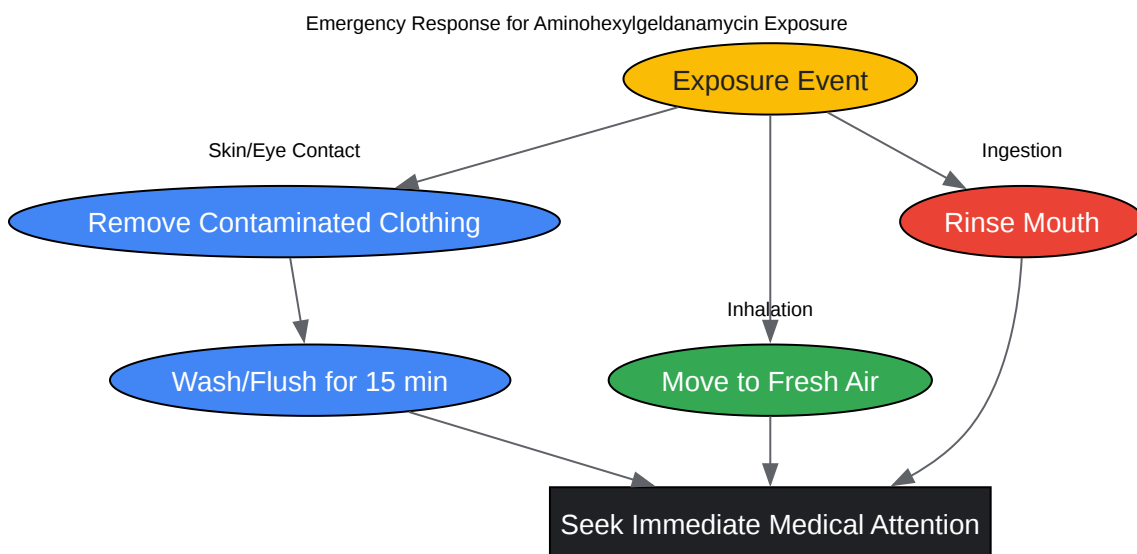 Emergency Response for Aminohexylgeldanamycin Exposure
Exposure Event
Skin/Eye Contact
Ingestion
Remove Contaminated Clothing
Rinse Mouth
Inhalation
Wash/Flush for 15 min
Move to Fresh Air
Seek Immediate Medical Attention